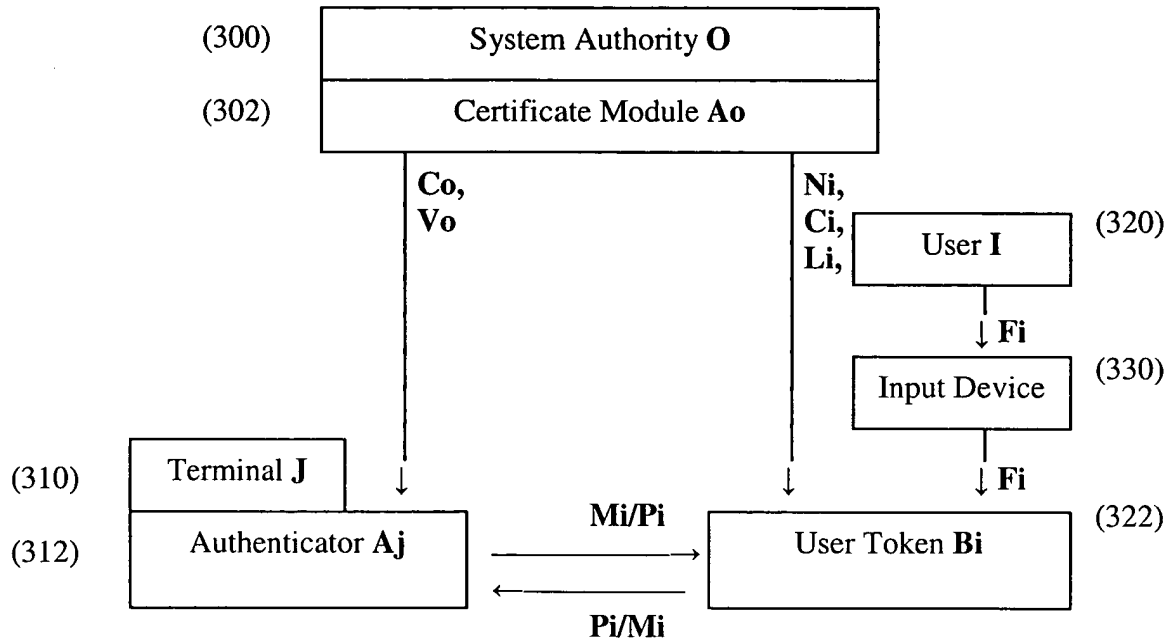 (300) System Authority O
(302) Certificate Module Ao
Co,
Vo
Ni,
Ci,
Li,
User I (320)
↓ Fi
Input Device (330)
↓ Fi
(310) Terminal J
(312) Authenticator Aj
Mi/Pi
Pi/Mi
User Token Bi (322)